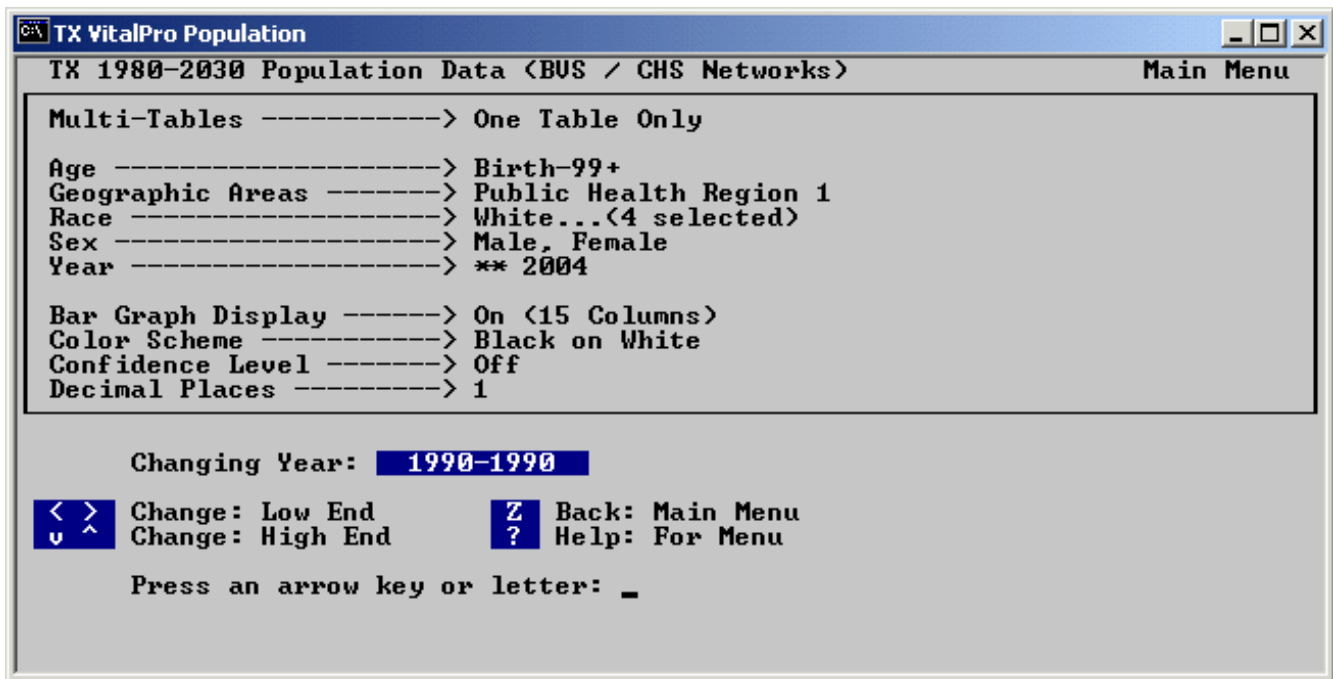 TX VitalPro Population
TX 1980-2030 Population Data (BVS / CHS Networks) Main Menu
Multi-Tables -----------> One Table Only
Age --------------------> Birth-99+
Geographic Areas -------> Public Health Region 1
Race -------------------> White...(4 selected)
Sex --------------------> Male, Female
Year -------------------> ** 2004
Bar Graph Display ------> On (15 Columns)
Color Scheme -----------> Black on White
Confidence Level -------> Off
Decimal Places ---------> 1
Changing Year: 1990-1990
< > Change: Low End Z Back: Main Menu
v ^ Change: High End ? Help: For Menu
Press an arrow key or letter: _